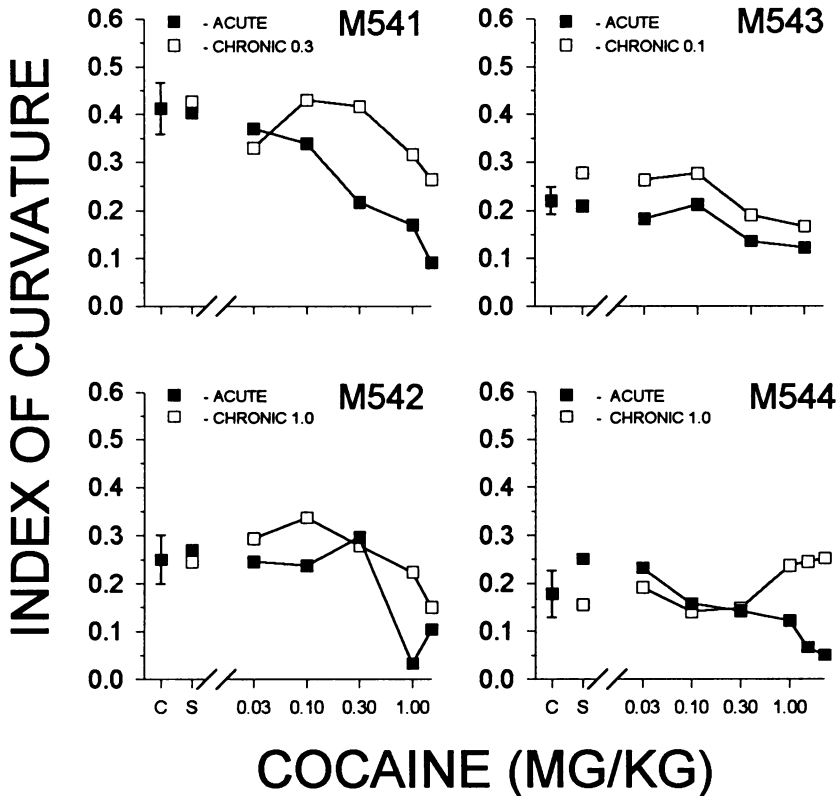 INDEX OF CURVATURE
M541
- ACUTE
- CHRONIC 0.3
0.6
0.5
0.4
0.3
0.2
0.1
0.0
M543
- ACUTE
- CHRONIC 0.1
0.6
0.5
0.4
0.3
0.2
0.1
0.0
M542
- ACUTE
- CHRONIC 1.0
0.6
0.5
0.4
0.3
0.2
0.1
0.0
C S 0.03 0.10 0.30 1.00
M544
- ACUTE
- CHRONIC 1.0
0.6
0.5
0.4
0.3
0.2
0.1
0.0
C S 0.03 0.10 0.30 1.00
COCAINE (MG/KG)